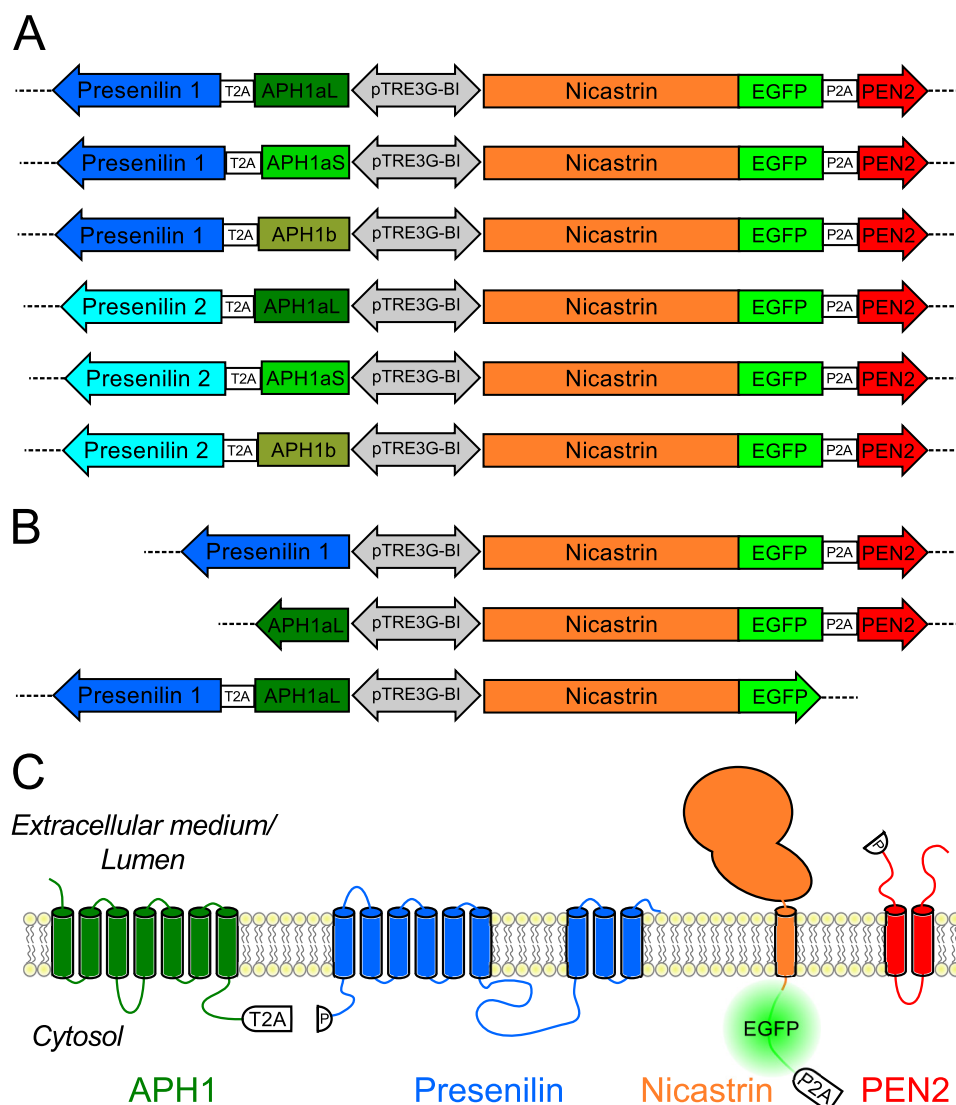 A
Presenilin 1 T2A APH1aL pTRE3G-BI Nicastrin EGFP P2A PEN2
Presenilin 1 T2A APH1aS pTRE3G-BI Nicastrin EGFP P2A PEN2
Presenilin 1 T2A APH1b pTRE3G-BI Nicastrin EGFP P2A PEN2
Presenilin 2 T2A APH1aL pTRE3G-BI Nicastrin EGFP P2A PEN2
Presenilin 2 T2A APH1aS pTRE3G-BI Nicastrin EGFP P2A PEN2
Presenilin 2 T2A APH1b pTRE3G-BI Nicastrin EGFP P2A PEN2
B
Presenilin 1 pTRE3G-BI Nicastrin EGFP P2A PEN2
APH1aL pTRE3G-BI Nicastrin EGFP P2A PEN2
Presenilin 1 T2A APH1aL pTRE3G-BI Nicastrin EGFP
C
Extracellular medium/
Lumen
P
T2A P
Cytosol
EGFP
P2A
APH1 Presenilin Nicastrin PEN2